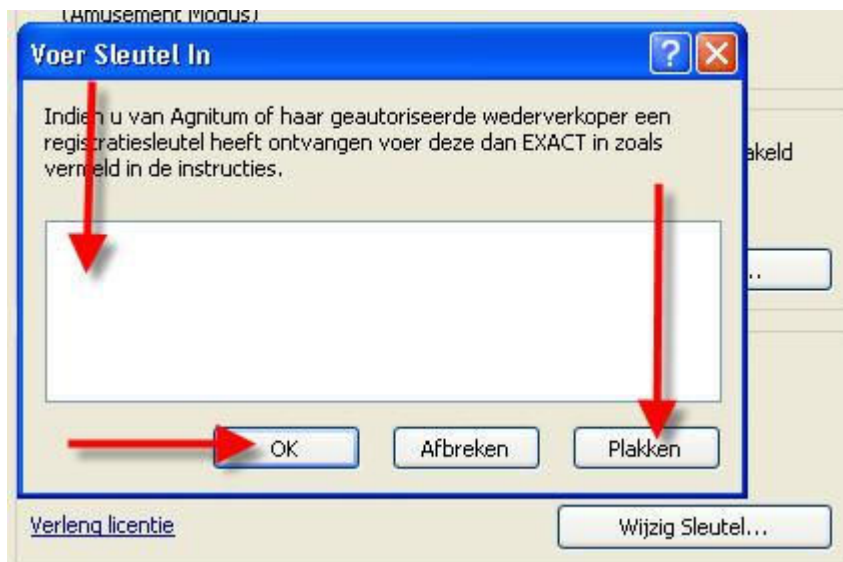 (Amusement Modus)
Voer Sleutel In
Indien u van Agnitum of haar geautoriseerde wederverkoper een
registratiesleutel heeft ontvangen voer deze dan EXACT in zoals
vermeld in de instructies.
akeld
..
OK
Afbreken
Plakken
Verleng licentie
Wijzig Sleutel...